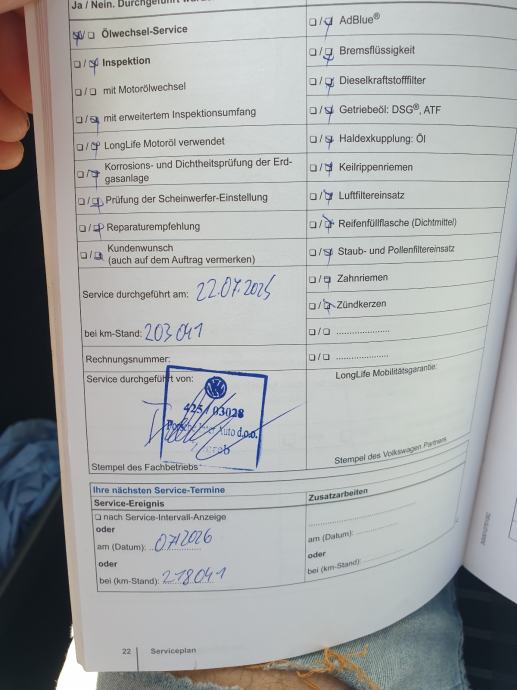 Ja / Nein. Durchgeführt
☒/☐ Ölwechsel-Service
☐/☒ Inspektion
☐/☐ mit Motorölwechsel
☐/☒ mit erweitertem Inspektionsumfang
☐/☒ LongLife Motoröl verwendet
☐/☒ Korrosions- und Dichtheitsprüfung der Erd-
gasanlage
☐/☒ Prüfung der Scheinwerfer-Einstellung
☐/☒ Reparaturempfehlung
☐/☒ Kundenwunsch
(auch auf dem Auftrag vermerken)
Service durchgeführt am: 22.07.2025
bei km-Stand: 203 041
Rechnungsnummer:
Service durchgeführt von:
425 / 03028
Auto d.o.o.
Stempel des Fachbetriebs
☐/☒ AdBlue®
☐/☒ Bremsflüssigkeit
☐/☒ Dieselkraftstofffilter
☐/☒ Getriebeöl: DSG®, ATF
☐/☒ Haldexkupplung: Öl
☐/☒ Keilrippenriemen
☐/☒ Luftfiltereinsatz
☐/☒ Reifenfüllflasche (Dichtmittel)
☐/☒ Staub- und Pollenfiltereinsatz
☐/☒ Zahnriemen
☐/☒ Zündkerzen
☐/☐ .....................
☐/☐ .....................
LongLife Mobilitätsgarantie:
Stempel des Volkswagen Partners
Ihre nächsten Service-Termine
Service-Ereignis
☐ nach Service-Intervall-Anzeige
oder
am (Datum): 07/2026
oder
bei (km-Stand): 218041
Zusatzarbeiten
.....................
am (Datum): .....................
oder
bei (km-Stand): .....................
22 Serviceplan